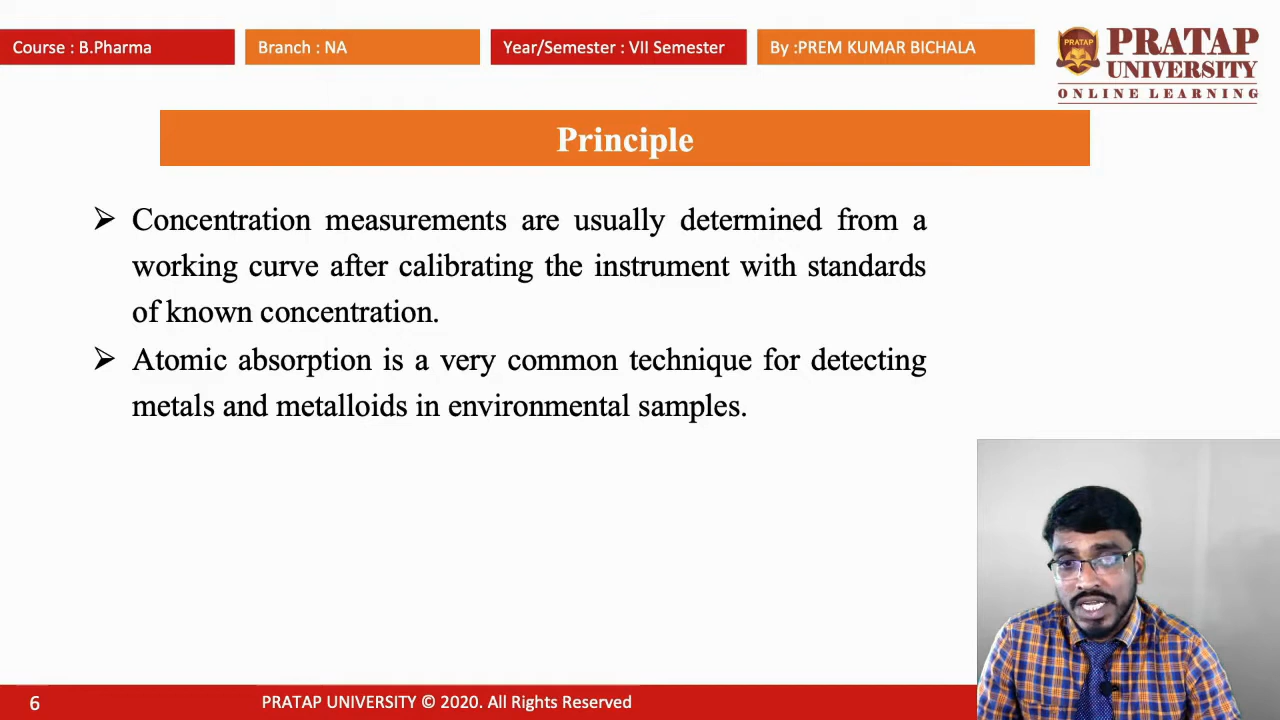 Course : B.Pharma
Branch : NA
Year/Semester : VII Semester
By :PREM KUMAR BICHALA
PRATAP
PRATAP
UNIVERSITY
ONLINE LEARNING
Principle
Concentration measurements are usually determined from a
working curve after calibrating the instrument with standards
of known concentration.
Atomic absorption is a very common technique for detecting
metals and metalloids in environmental samples.
6
PRATAP UNIVERSITY © 2020. All Rights Reserved